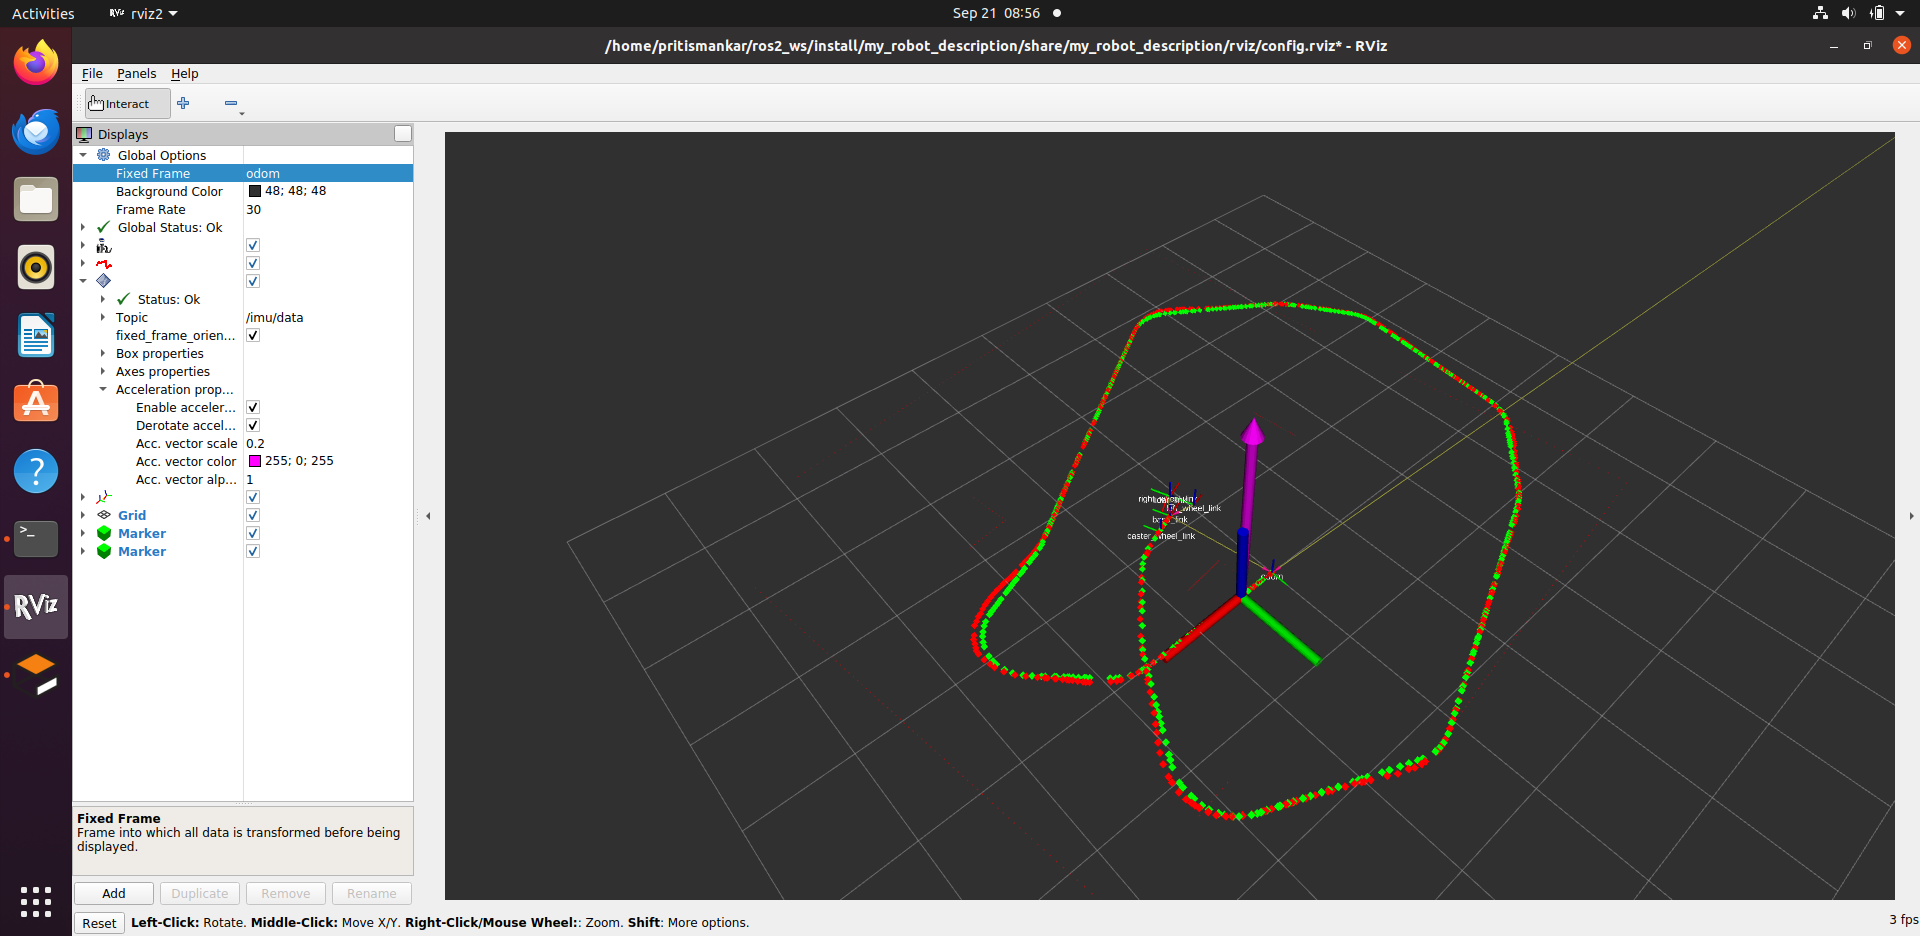 Activities
rviz2
Sep 21 08:56
/home/pritismankar/ros2_ws/install/my_robot_description/share/my_robot_description/rviz/config.rviz* - RViz
File Panels Help
Interact
Displays
Global Options
Fixed Frame odom
Background Color 48; 48; 48
Frame Rate 30
Global Status: Ok
Status: Ok
Topic /imu/data
fixed_frame_orien...
Box properties
Axes properties
Acceleration prop...
Enable acceler...
Derotate accel...
Acc. vector scale 0.2
Acc. vector color 255; 0; 255
Acc. vector alp... 1
Grid
Marker
Marker
caster_wheel_link
odom
RViz
Fixed Frame
Frame into which all data is transformed before being
displayed.
Add Duplicate Remove Rename
Reset Left-Click: Rotate. Middle-Click: Move X/Y. Right-Click/Mouse Wheel:: Zoom. Shift: More options.
3 fps